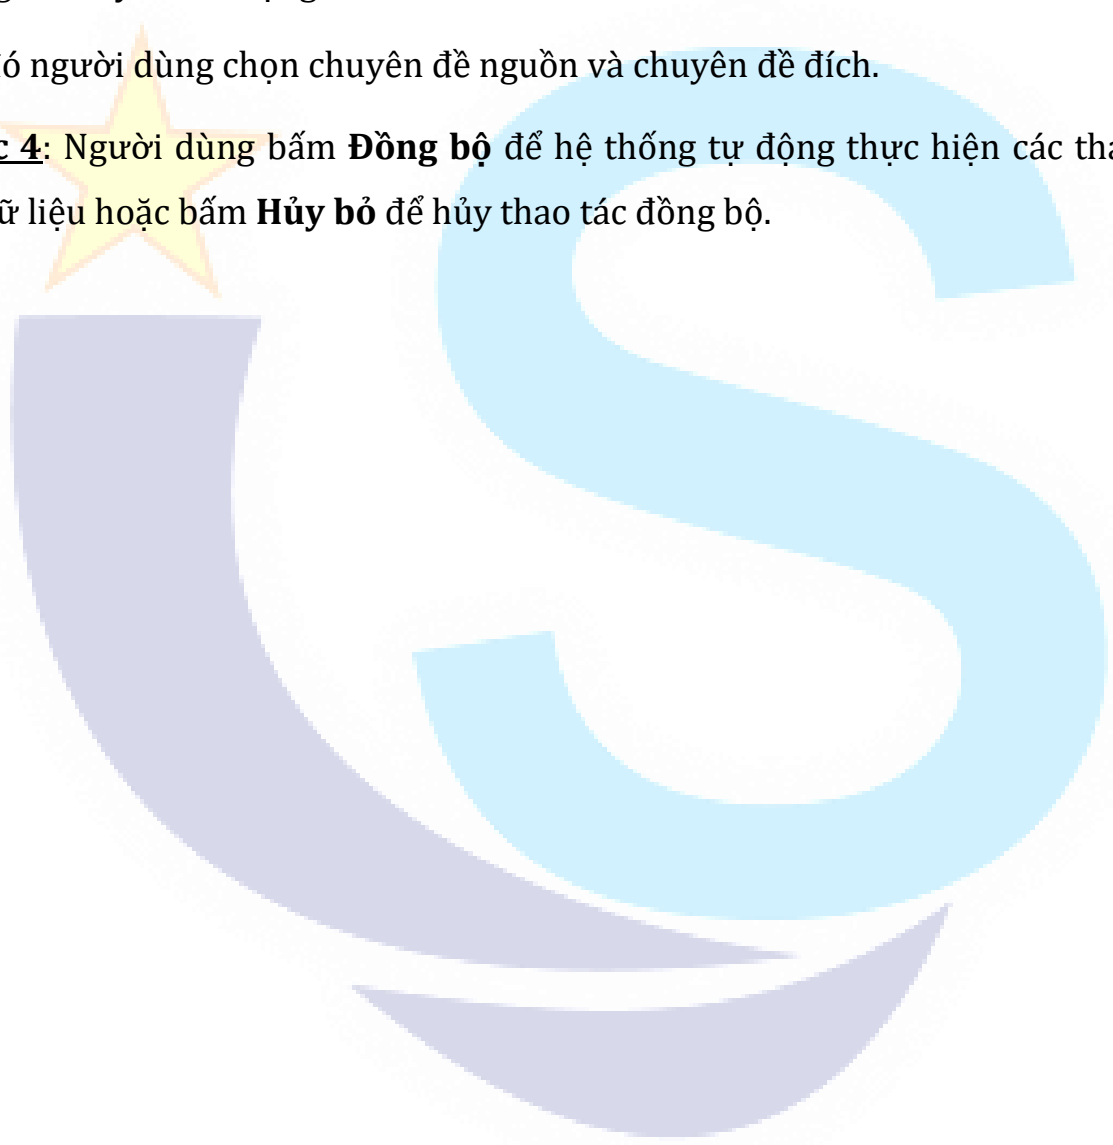 người dùng chọn chuyên đề nguồn và chuyên đề đích.
4: Người dùng bấm Đồng bộ để hệ thống tự động thực hiện các
liệu hoặc bấm Hủy bỏ để hủy thao tác đồng bộ.
S